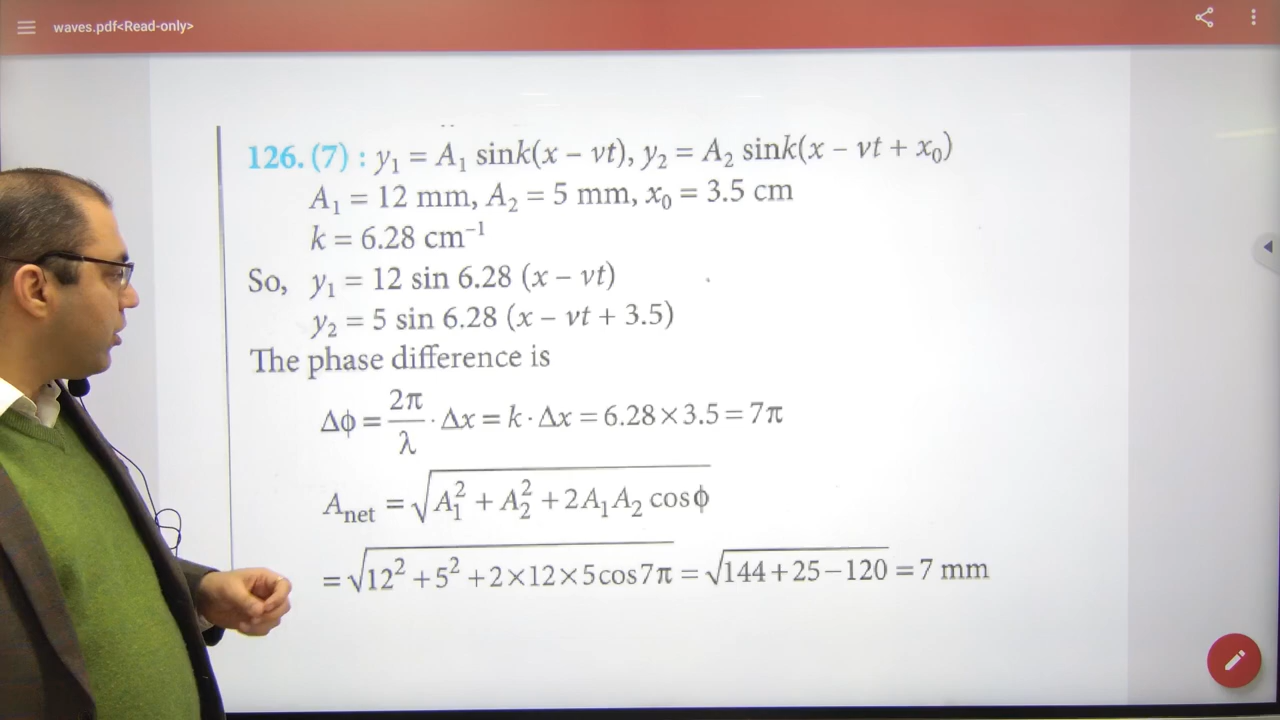 waves.pdf<Read-only>
126. (7) : y₁ = A₁ sink(x – vt), y₂ = A₂ sink(x – vt + x₀)
A₁ = 12 mm, A₂ = 5 mm, x₀ = 3.5 cm
k = 6.28 cm⁻¹
So, y₁ = 12 sin 6.28 (x – vt)
y₂ = 5 sin 6.28 (x – vt + 3.5)
The phase difference is
Δϕ = 2π/λ · Δx = k · Δx = 6.28 × 3.5 = 7π
A_net = √(A₁² + A₂² + 2A₁A₂ cosϕ)
= √(12² + 5² + 2×12×5cos7π) = √(144+25–120) = 7 mm